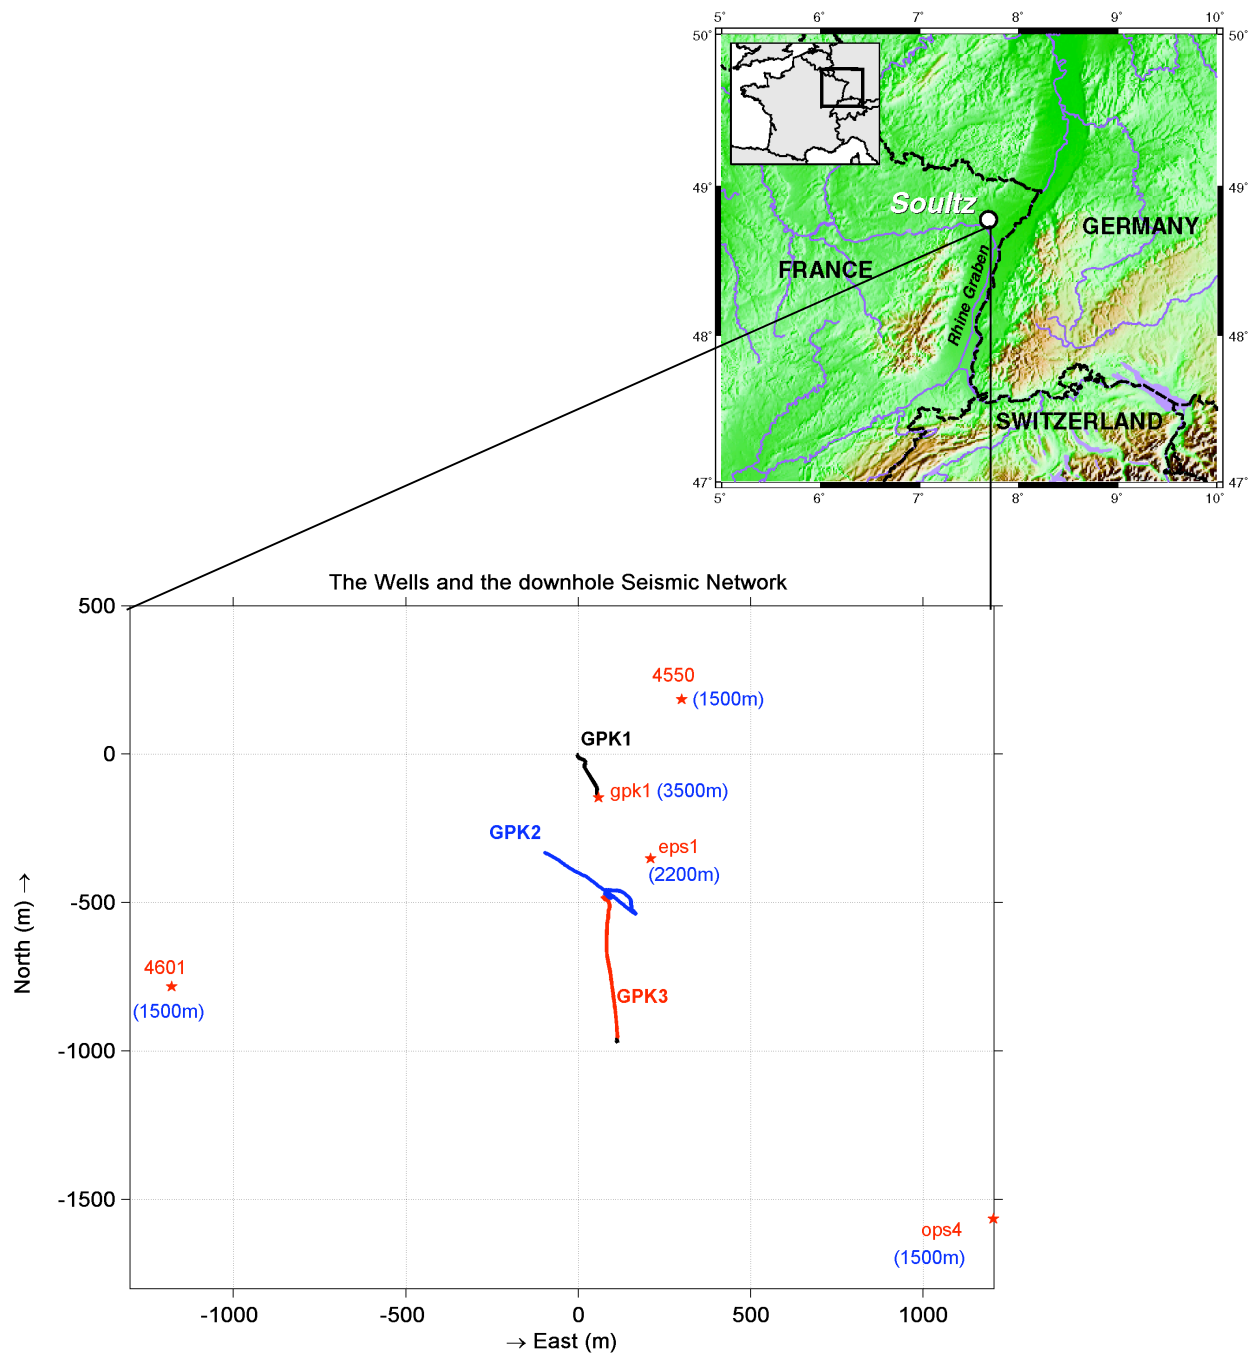 5° 6° 7° 8° 9° 10°
50° 50°
49° 49°
Soultz
GERMANY
FRANCE
Rhine Graben
48° 48°
SWITZERLAND
47° 47°
5° 6° 7° 8° 9° 10°
The Wells and the downhole Seismic Network
500
4550
(1500m)
GPK1
0
gpk1 (3500m)
GPK2
eps1
(2200m)
-500
North (m) →
4601
(1500m)
GPK3
-1000
-1500
ops4
(1500m)
-1000 -500 0 500 1000
→ East (m)